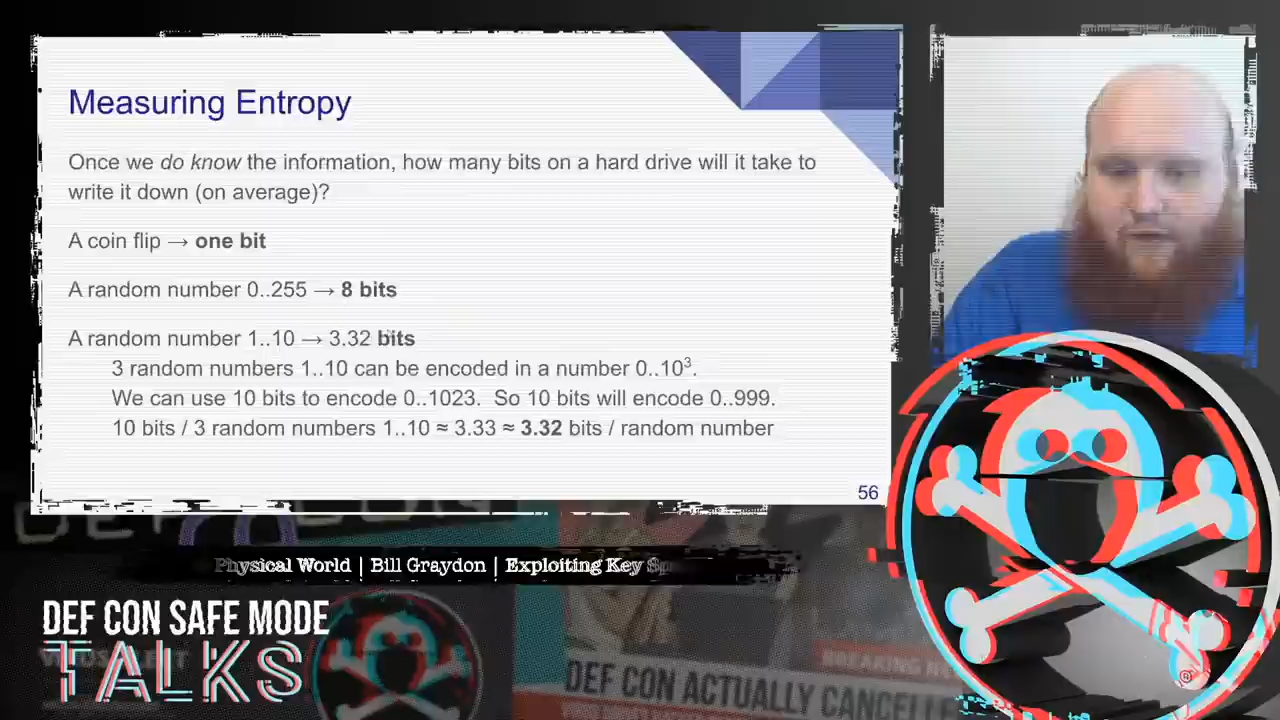 Measuring Entropy
Once we do know the information, how many bits on a hard drive will it take to
write it down (on average)?
A coin flip → one bit
A random number 0..255 → 8 bits
A random number 1..10 → 3.32 bits
3 random numbers 1..10 can be encoded in a number 0..10³.
We can use 10 bits to encode 0..1023.  So 10 bits will encode 0..999.
10 bits / 3 random numbers 1..10 ≈ 3.33 ≈ 3.32 bits / random number
56
DEF CON
Physical World | Bill Graydon | Exploiting Key Sp
DEF CON SAFE MODE
TALKS
DEF CON ACTUALLY CANCELLE
BREAKING NE
®